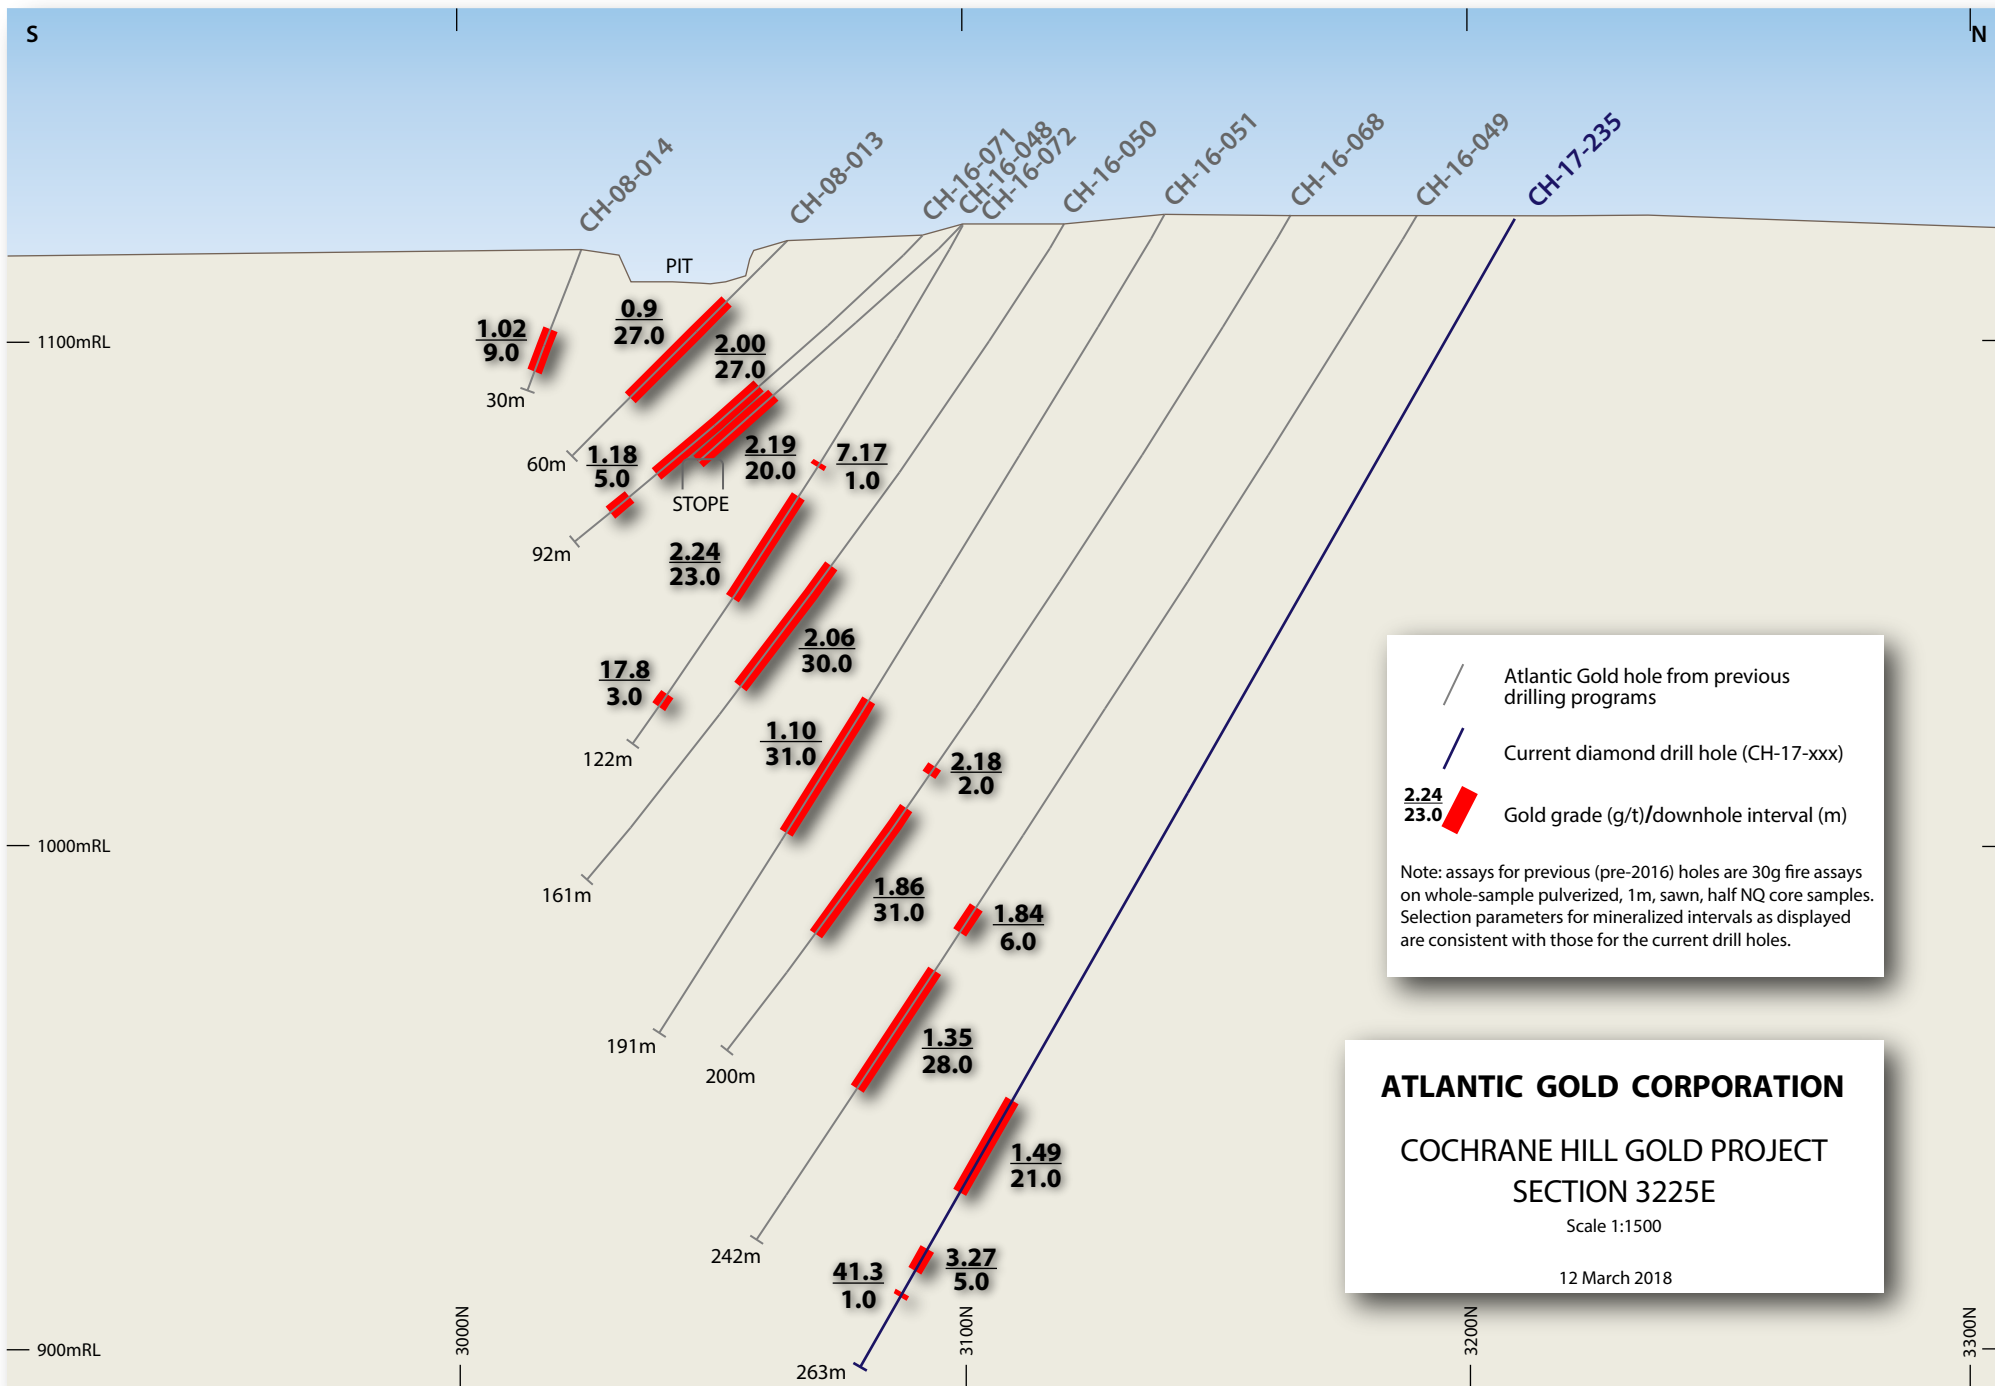 S
N
CH-08-014
CH-08-013
CH-16-071
CH-16-048
CH-16-072
CH-16-050
CH-16-051
CH-16-068
CH-16-049
CH-17-235
PIT
1100mRL
1.02
9.0
30m
0.9
27.0
2.00
27.0
60m
1.18
5.0
2.19
20.0
7.17
1.0
STOPE
92m
2.24
23.0
2.06
30.0
17.8
3.0
122m
1.10
31.0
2.18
2.0
1000mRL
161m
1.86
31.0
1.84
6.0
191m
200m
1.35
28.0
1.49
21.0
242m
3.27
5.0
41.3
1.0
263m
900mRL
3000N
3100N
3200N
3300N
Atlantic Gold hole from previous
drilling programs
Current diamond drill hole (CH-17-xxx)
2.24
23.0
Gold grade (g/t)/downhole interval (m)
Note: assays for previous (pre-2016) holes are 30g fire assays
on whole-sample pulverized, 1m, sawn, half NQ core samples.
Selection parameters for mineralized intervals as displayed
are consistent with those for the current drill holes.
ATLANTIC GOLD CORPORATION
COCHRANE HILL GOLD PROJECT
SECTION 3225E
Scale 1:1500
12 March 2018